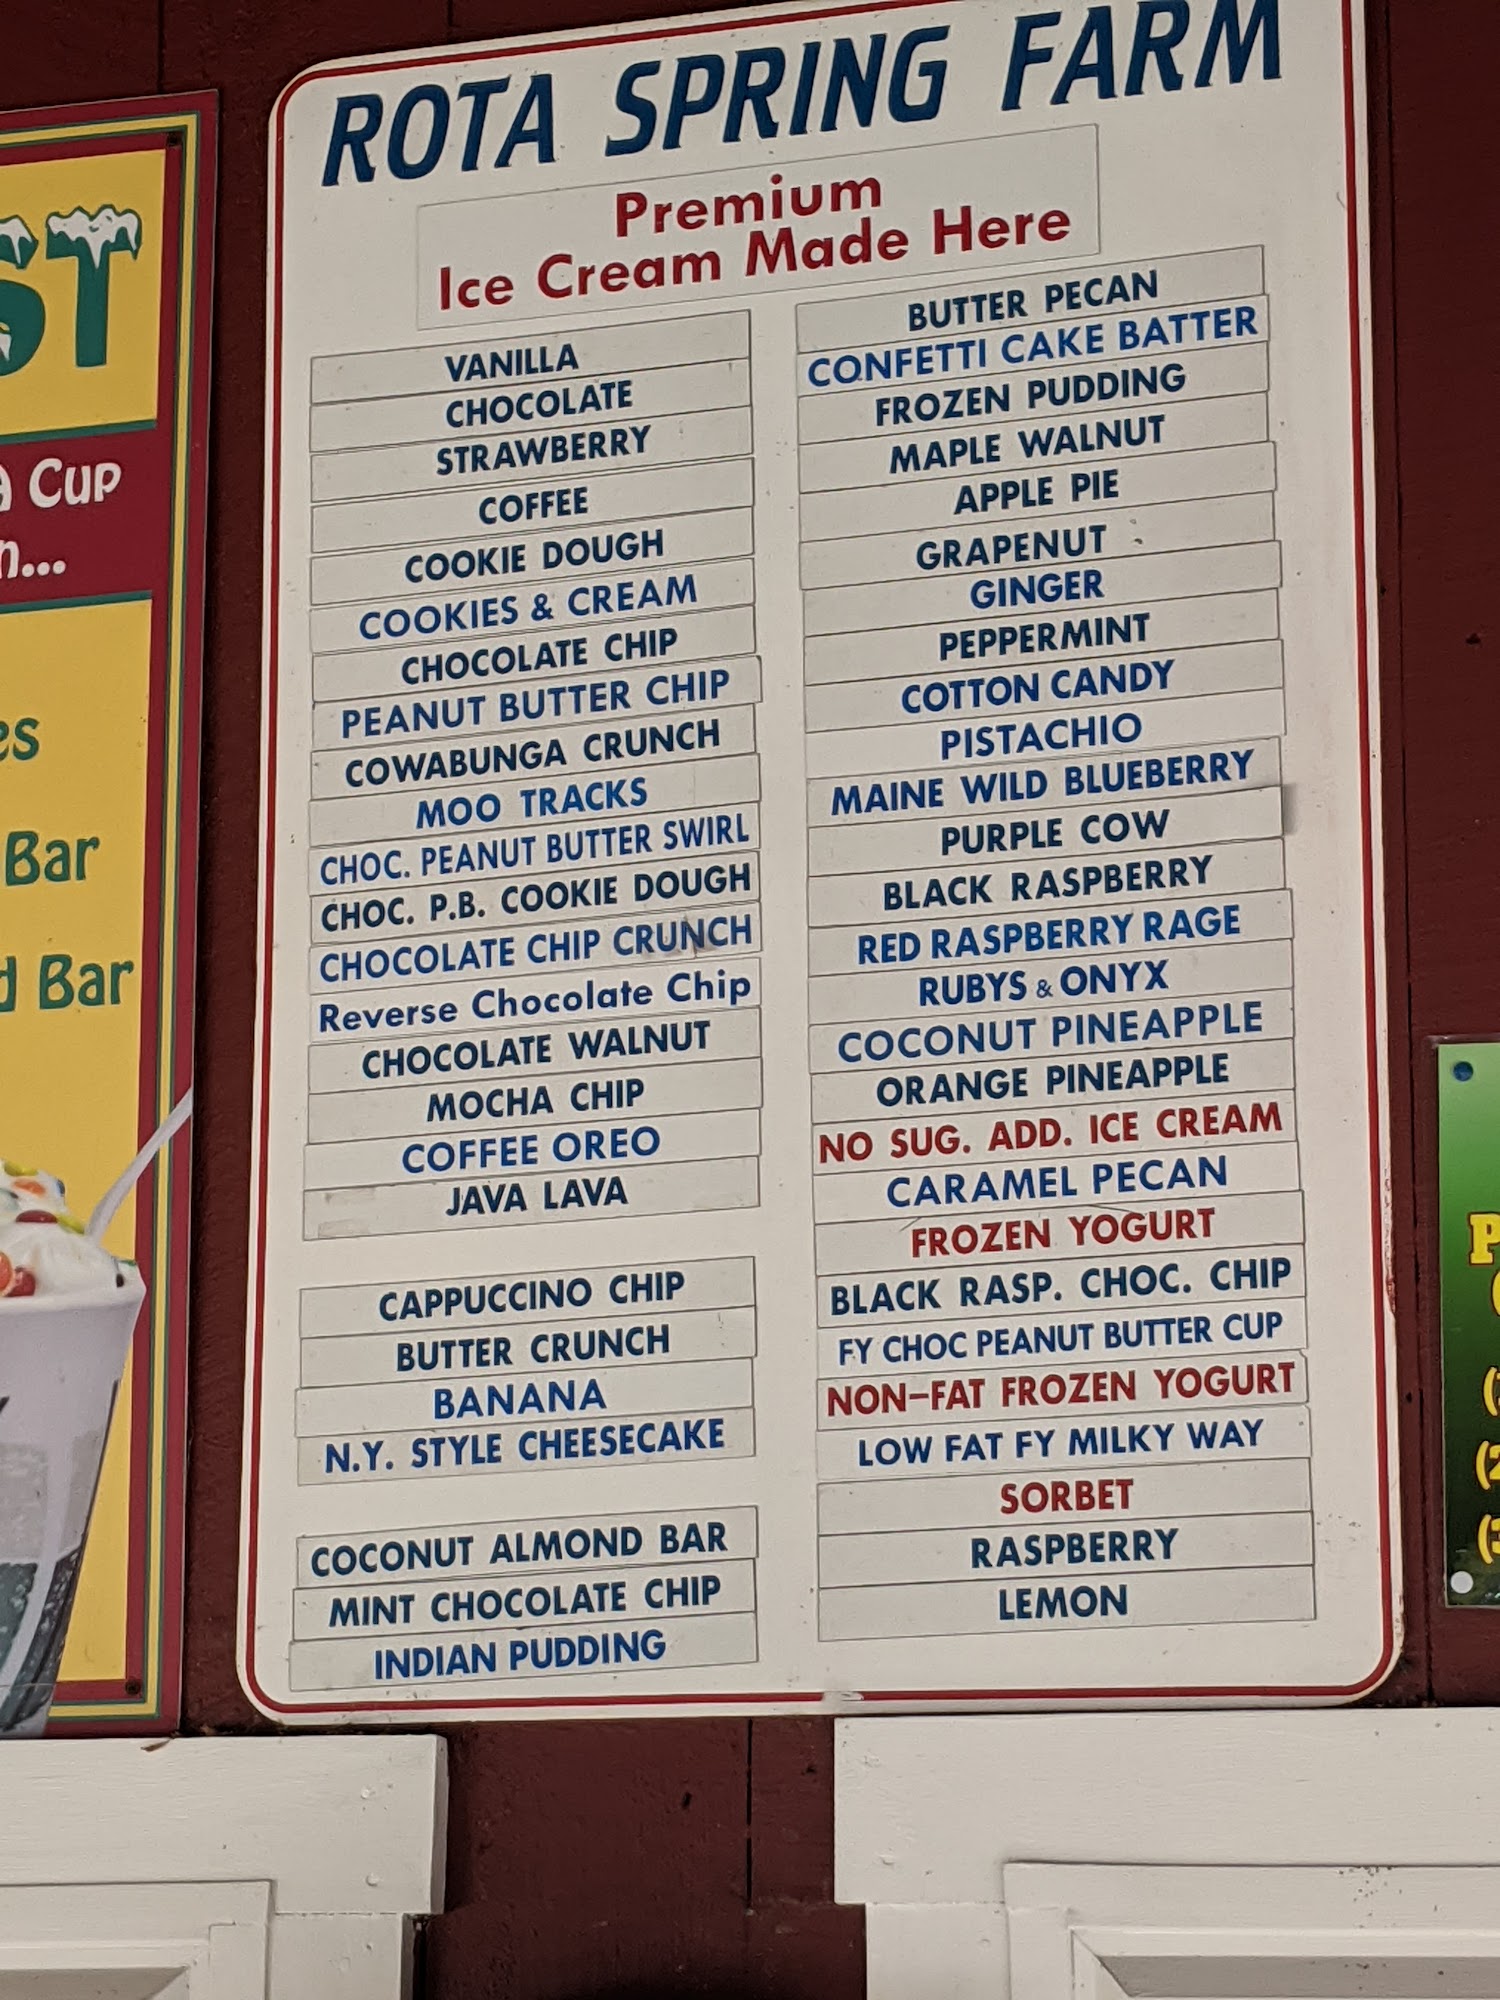 ROTA SPRING FARM
Premium
Ice Cream Made Here
VANILLA
CHOCOLATE
STRAWBERRY
COFFEE
COOKIE DOUGH
COOKIES & CREAM
CHOCOLATE CHIP
PEANUT BUTTER CHIP
COWABUNGA CRUNCH
MOO TRACKS
CHOC. PEANUT BUTTER SWIRL
CHOC. P.B. COOKIE DOUGH
CHOCOLATE CHIP CRUNCH
Reverse Chocolate Chip
CHOCOLATE WALNUT
MOCHA CHIP
COFFEE OREO
JAVA LAVA
CAPPUCCINO CHIP
BUTTER CRUNCH
BANANA
N.Y. STYLE CHEESECAKE
COCONUT ALMOND BAR
MINT CHOCOLATE CHIP
INDIAN PUDDING
BUTTER PECAN
CONFETTI CAKE BATTER
FROZEN PUDDING
MAPLE WALNUT
APPLE PIE
GRAPENUT
GINGER
PEPPERMINT
COTTON CANDY
PISTACHIO
MAINE WILD BLUEBERRY
PURPLE COW
BLACK RASPBERRY
RED RASPBERRY RAGE
RUBYS & ONYX
COCONUT PINEAPPLE
ORANGE PINEAPPLE
NO SUG. ADD. ICE CREAM
CARAMEL PECAN
FROZEN YOGURT
BLACK RASP. CHOC. CHIP
FY CHOC PEANUT BUTTER CUP
NON-FAT FROZEN YOGURT
LOW FAT FY MILKY WAY
SORBET
RASPBERRY
LEMON
ST
Cup
n...
es
Bar
d Bar
P